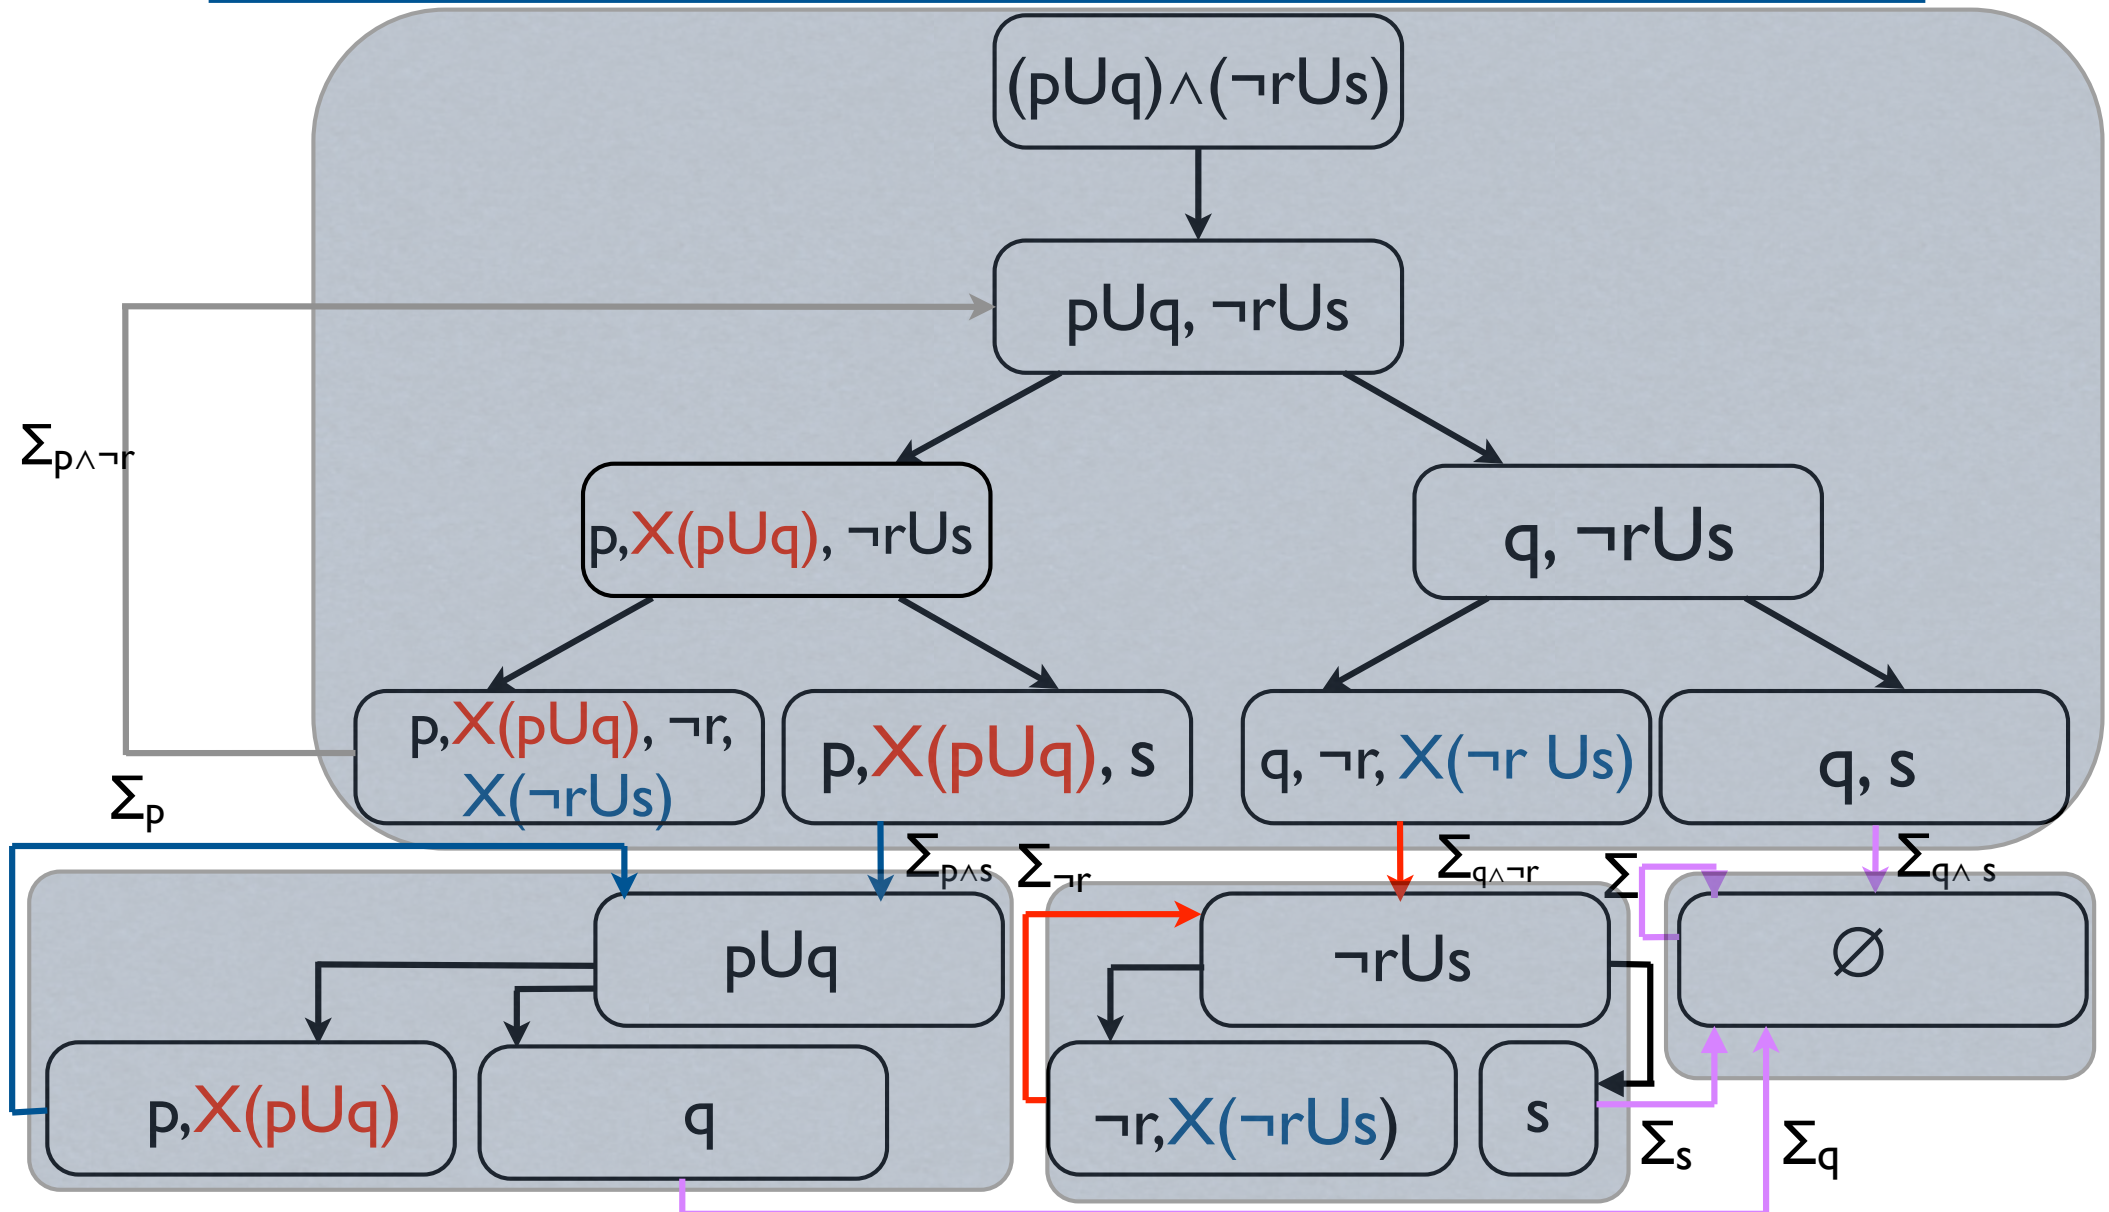 (pUq)∧(¬rUs)
pUq, ¬rUs
Σp∧¬r
p,X(pUq), ¬rUs
q, ¬rUs
p,X(pUq), ¬r,
X(¬rUs)
p,X(pUq), s
q, ¬r, X(¬r Us)
q, s
Σp
Σp∧s
Σ¬r
Σq∧¬r
Σ
Σq∧ s
pUq
¬rUs
∅
p,X(pUq)
q
¬r,X(¬rUs)
s
Σs
Σq